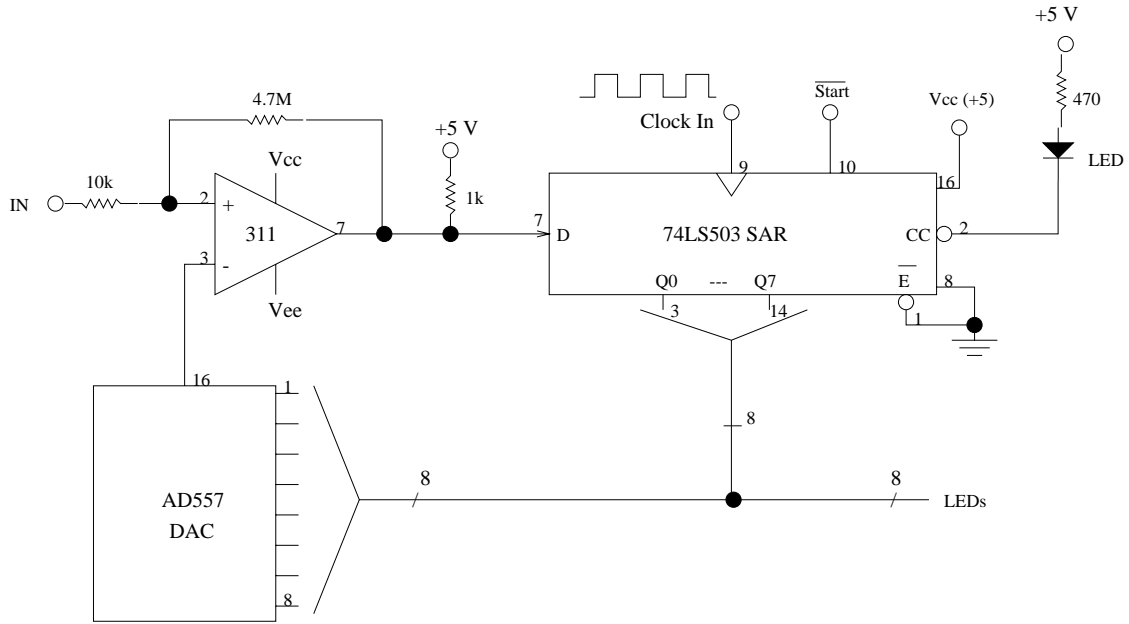 +5 V
4.7M
Start
Vcc (+5)
470
Clock In
+5 V
LED
Vcc
9
10
16
10k
1k
IN
2
+
311
7
7
D
74LS503 SAR
CC
2
3
-
Q0 --- Q7
E
8
Vee
3
14
1
16
1
8
AD557
DAC
8
8
LEDs
8